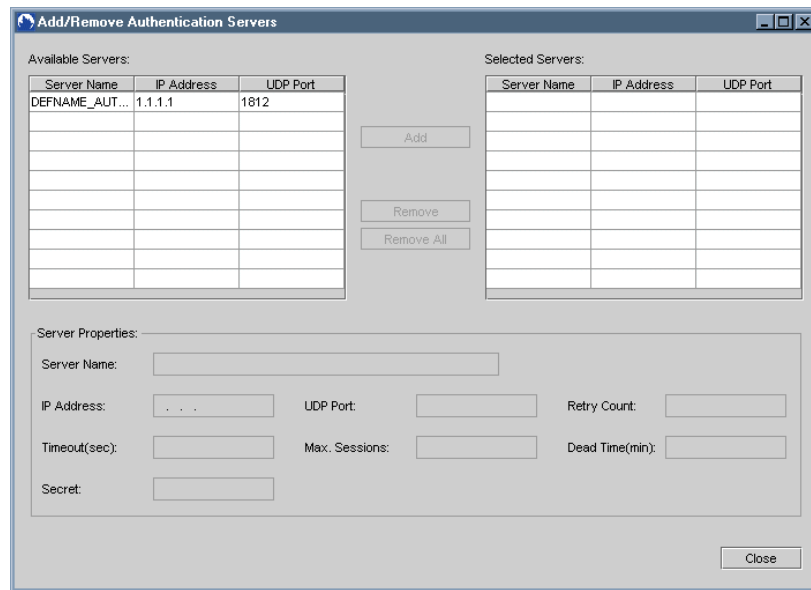 Add/Remove Authentication Servers
Available Servers:
Selected Servers:
Server Name IP Address UDP Port
Server Name IP Address UDP Port
DEFNAME_AUT... 1.1.1.1 1812
Add
Remove
Remove All
Server Properties:
Server Name:
IP Address: . . . UDP Port: Retry Count:
Timeout(sec): Max. Sessions: Dead Time(min):
Secret:
Close